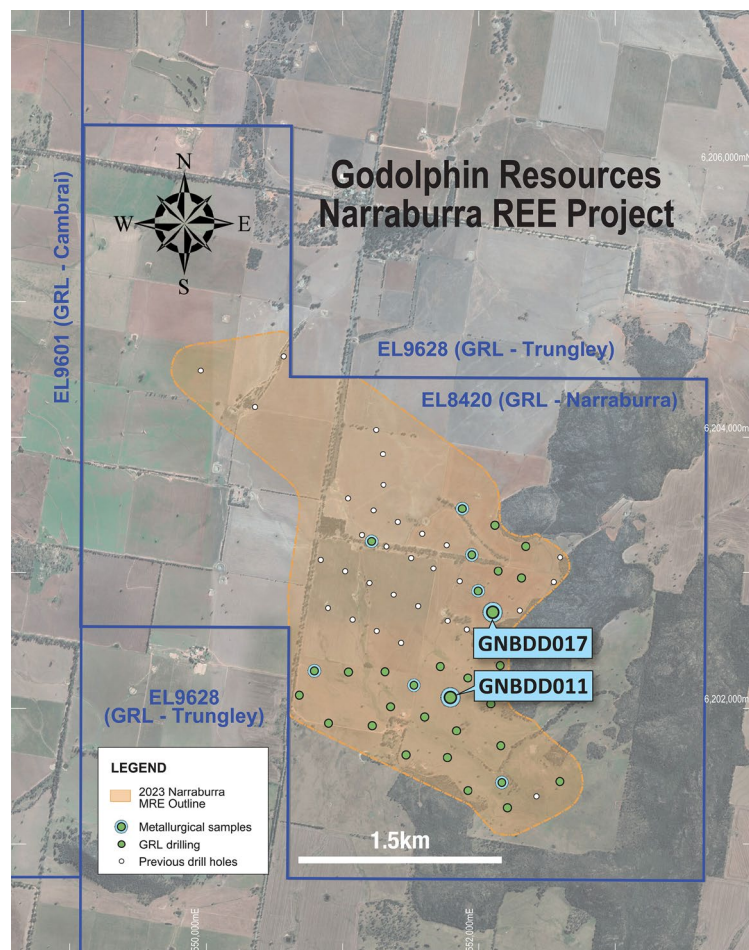 Godolphin Resources
Narraburra REE Project
N
W
E
S
6,206,000mN
EL9601 (GRL - Cambrai)
EL9628 (GRL - Trungley)
EL8420 (GRL - Narraburra)
6,204,000mN
GNBDD017
GNBDD011
EL9628
(GRL - Trungley)
6,202,000mN
LEGEND
2023 Narraburra
MRE Outline
Metallurgical samples
GRL drilling
Previous drill holes
1.5km
550,000mE
552,000mE